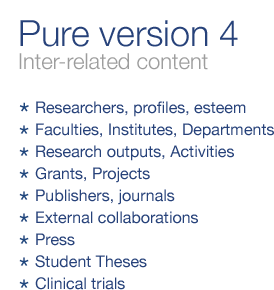 Pure version 4
Inter-related content
* Researchers, profiles, esteem
* Faculties, Institutes, Departments
* Research outputs, Activities
* Grants, Projects
* Publishers, journals
* External collaborations
* Press
* Student Theses
* Clinical trials